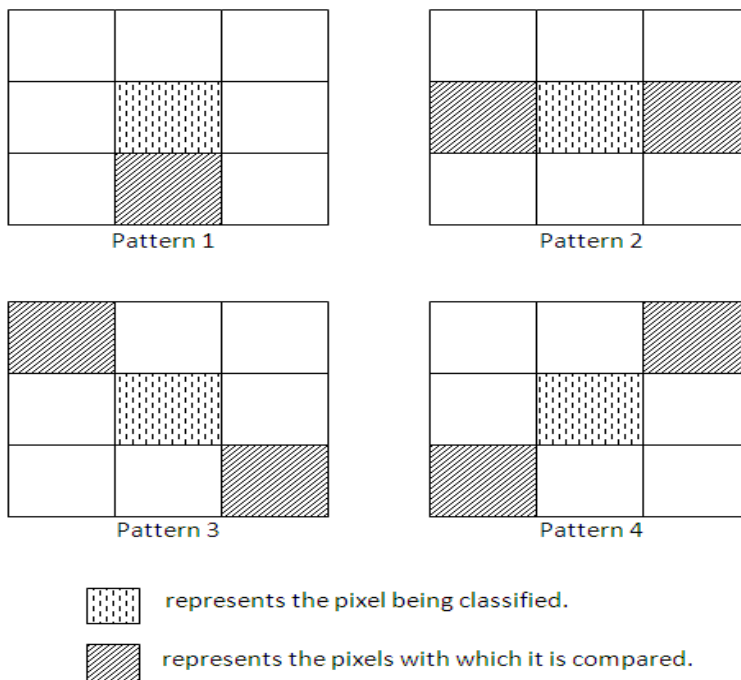 Pattern 1
Pattern 2
Pattern 3
Pattern 4
represents the pixel being classified.
represents the pixels with which it is compared.